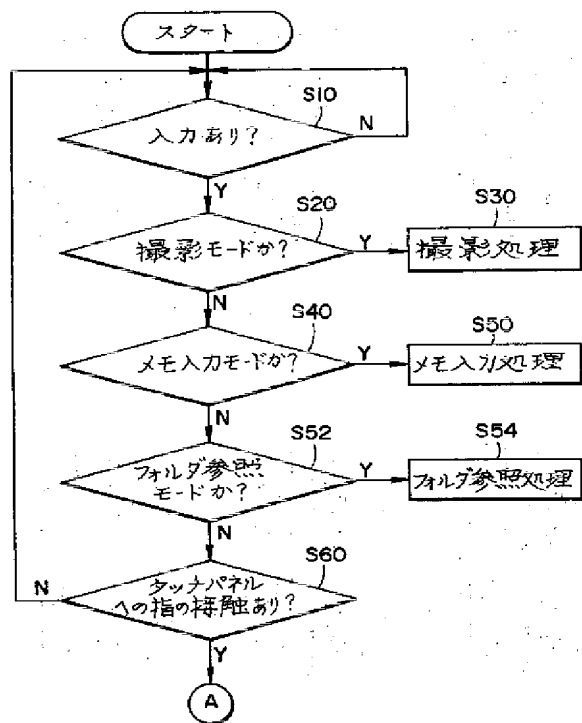 スタート
S10
入力あり?
N
Y
S20
撮影モードか?
Y
S30
撮影処理
N
S40
メモ入力モードか?
Y
S50
メモ入力処理
N
S52
フォルダ参照
モードか?
Y
S54
フォルダ参照処理
N
S60
N
タッチパネル
への指の接触あり?
Y
A